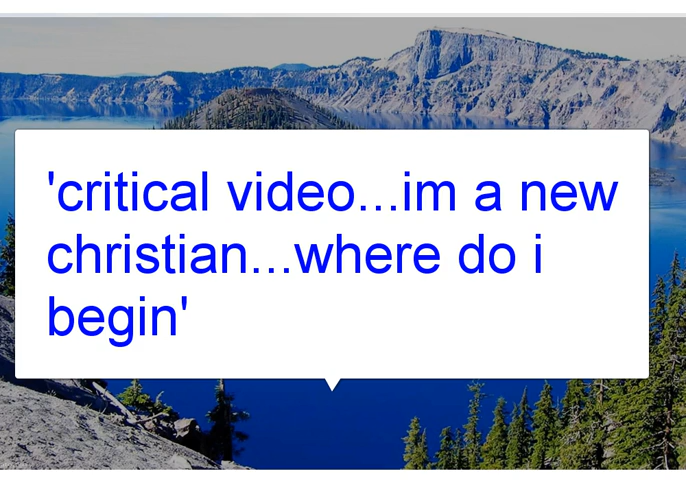 'critical video...im a new
christian...where do i
begin'